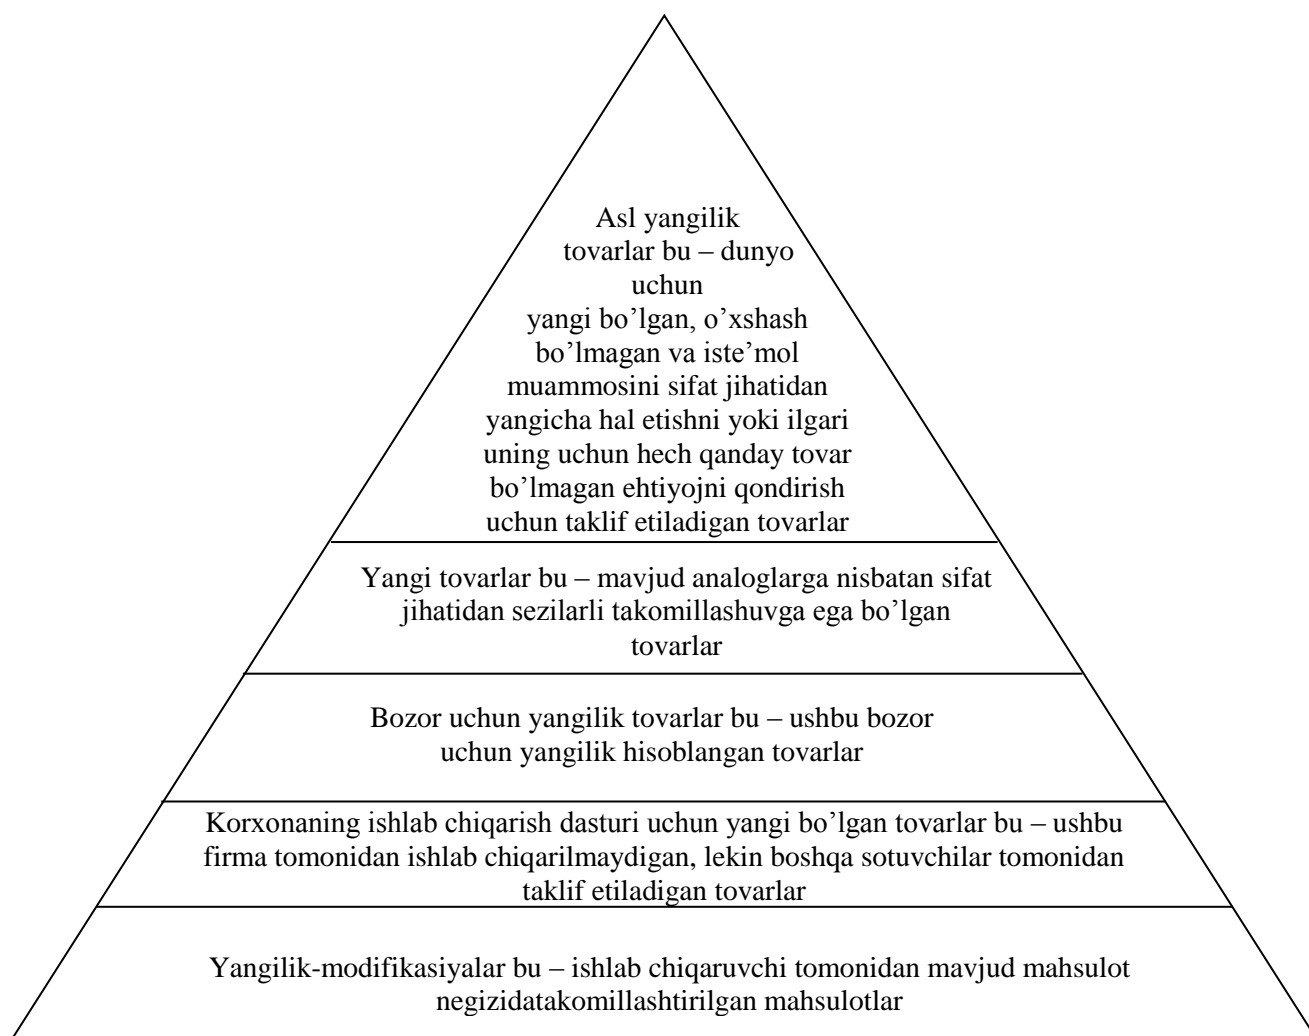 Asl yangilik
tovarlar bu – dunyo
uchun
yangi bo’lgan, o’xshash
bo’lmagan va iste’mol
muammosini sifat jihatidan
yangicha hal etishni yoki ilgari
uning uchun hech qanday tovar
bo’lmagan ehtiyojni qondirish
uchun taklif etiladigan tovarlar
Yangi tovarlar bu – mavjud analoglarga nisbatan sifat
jihatidan sezilarli takomillashuvga ega bo’lgan
tovarlar
Bozor uchun yangilik tovarlar bu – ushbu bozor
uchun yangilik hisoblangan tovarlar
Korxonaning ishlab chiqarish dasturi uchun yangi bo’lgan tovarlar bu – ushbu
firma tomonidan ishlab chiqarilmaydigan, lekin boshqa sotuvchilar tomonidan
taklif etiladigan tovarlar
Yangilik-modifikasiyalar bu – ishlab chiqaruvchi tomonidan mavjud mahsulot
negizidatakomillashtirilgan mahsulotlar